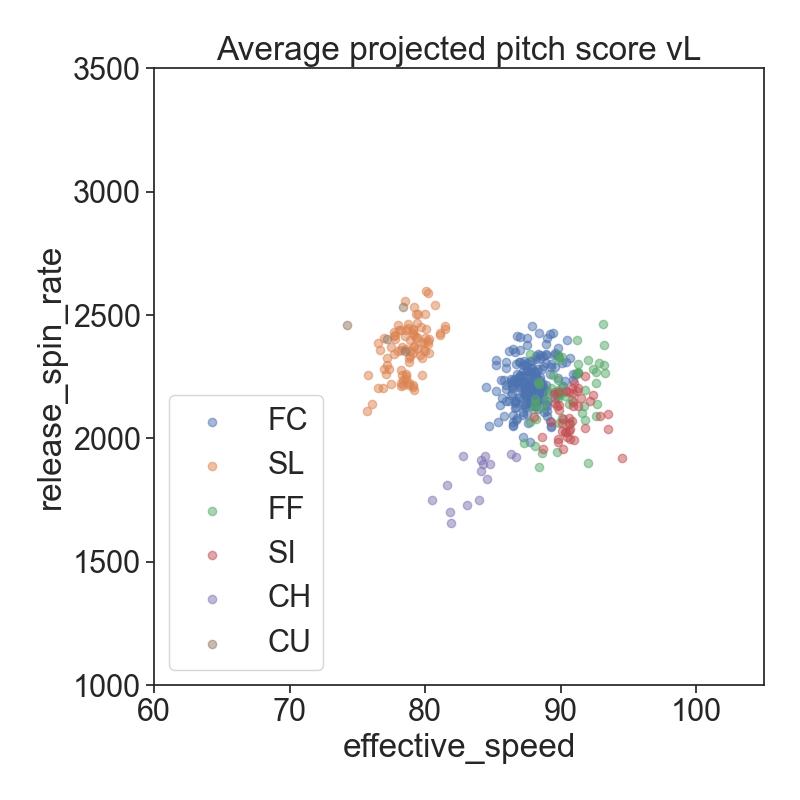 Average projected pitch score vL
3500
3000
2500
2000
1500
1000
release_spin_rate
FC
SL
FF
SI
CH
CU
60
70
80
90
100
effective_speed